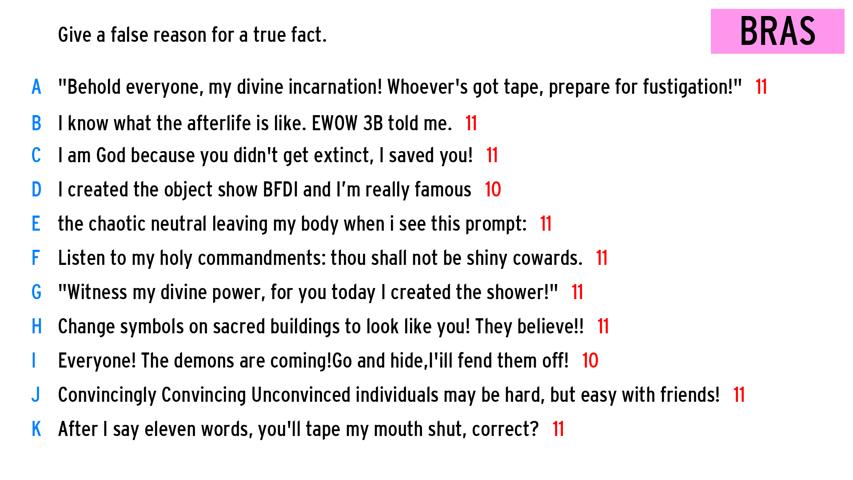 Give a false reason for a true fact.
BRAS
A "Behold everyone, my divine incarnation! Whoever's got tape, prepare for fustigation!" 11
B I know what the afterlife is like. EWOW 3B told me. 11
C I am God because you didn't get extinct, I saved you! 11
D I created the object show BFDI and I'm really famous 10
E the chaotic neutral leaving my body when i see this prompt: 11
F Listen to my holy commandments: thou shall not be shiny cowards. 11
G "Witness my divine power, for you today I created the shower!" 11
H Change symbols on sacred buildings to look like you! They believe!! 11
I Everyone! The demons are coming!Go and hide,I'ill fend them off! 10
J Convincingly Convincing Unconvinced individuals may be hard, but easy with friends! 11
K After I say eleven words, you'll tape my mouth shut, correct? 11